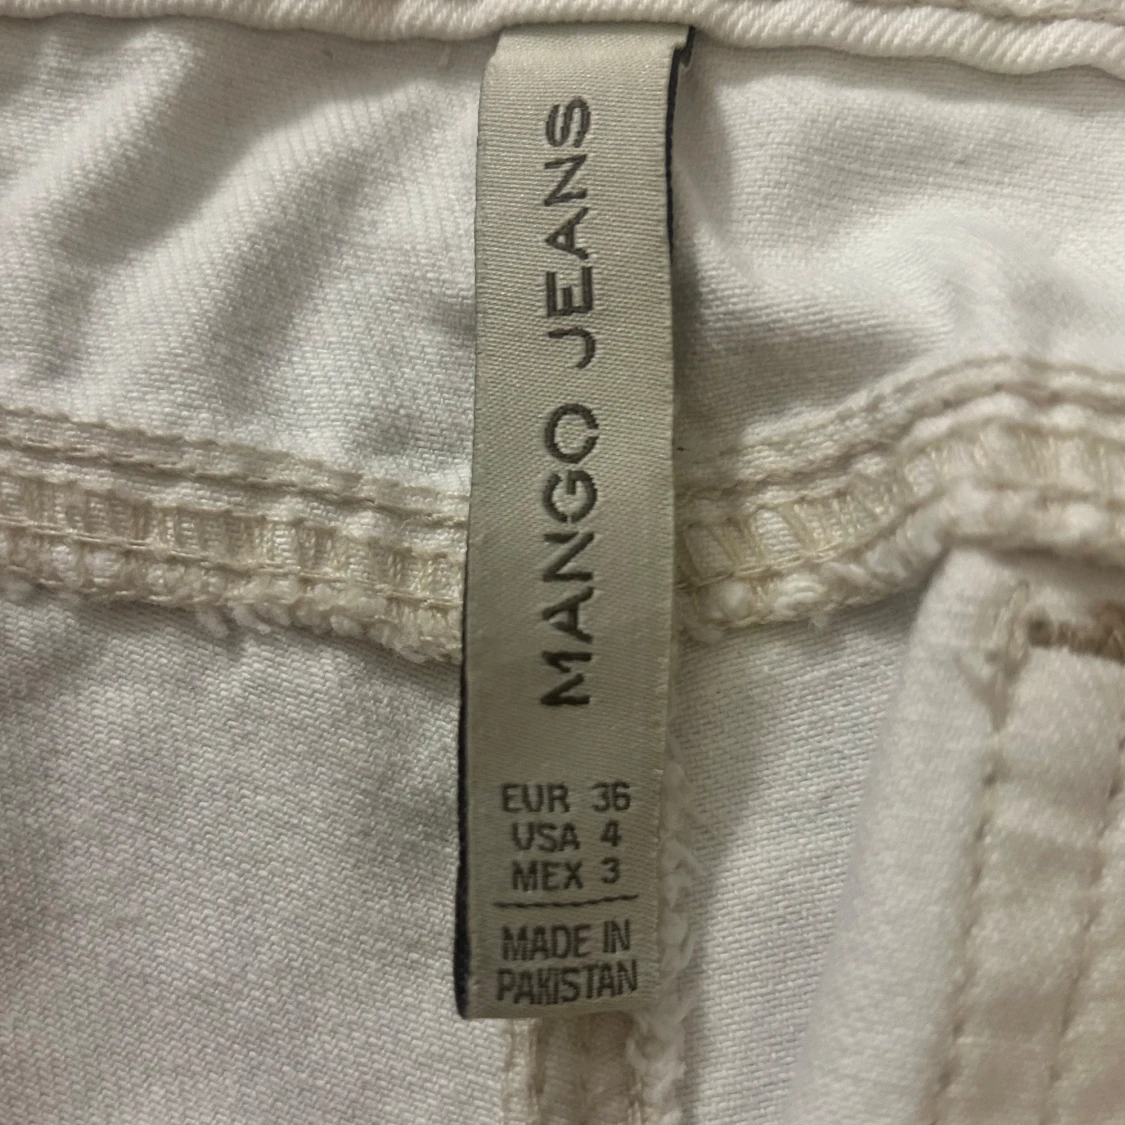 MANGO JEANS
EUR 36
USA 4
MEX 3
MADE IN
PAKISTAN